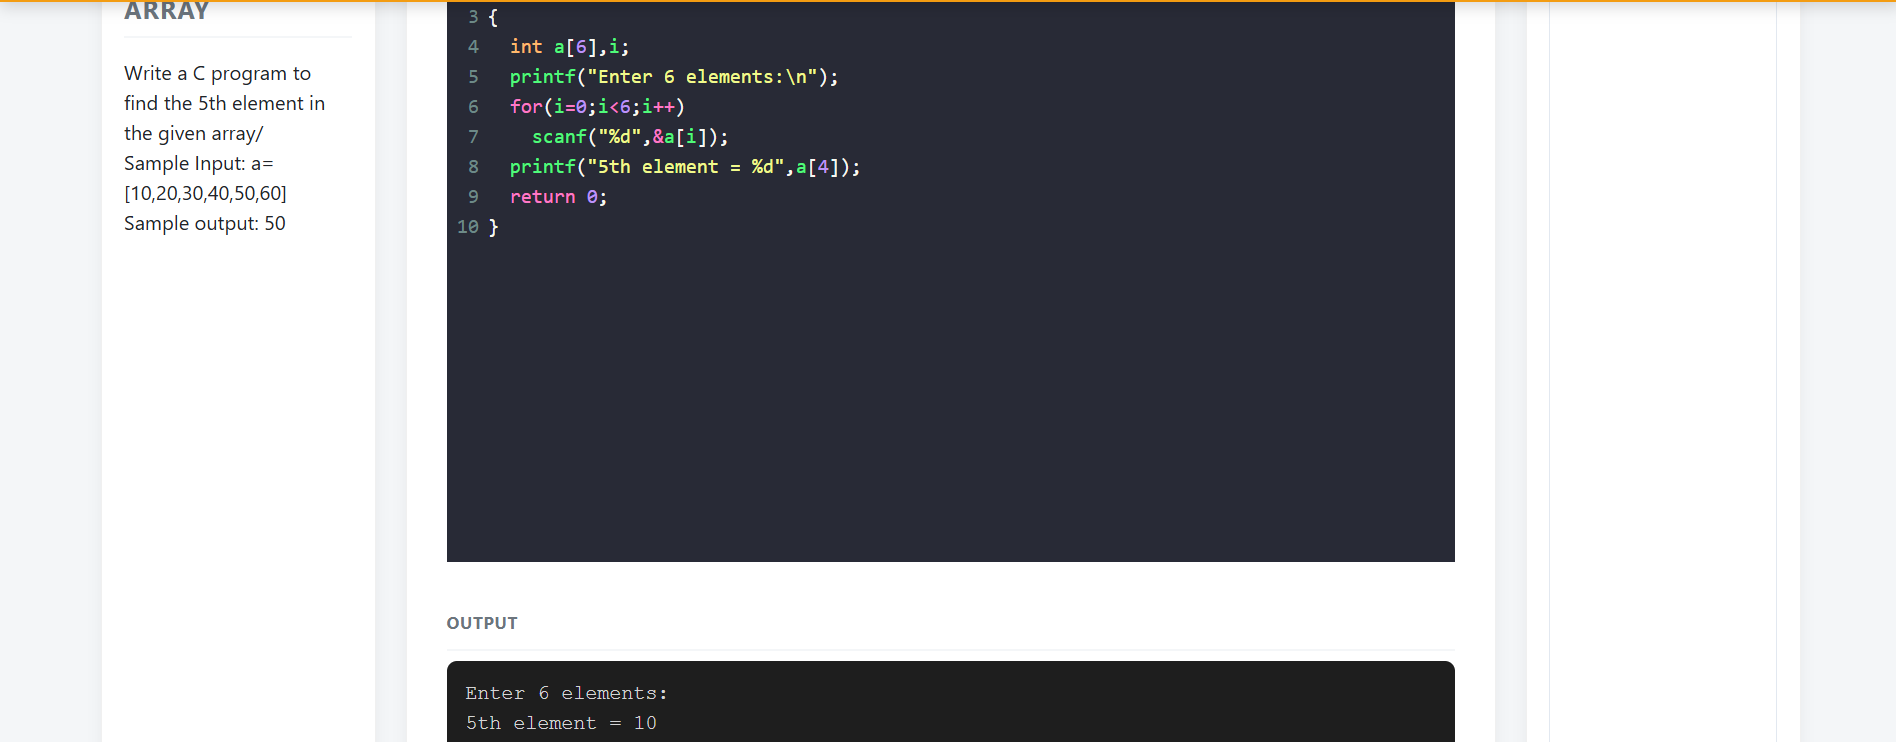 ARRAY
Write a C program to
find the 5th element in
the given array/
Sample Input: a=
[10,20,30,40,50,60]
Sample output: 50
3 {
4 int a[6],i;
5 printf("Enter 6 elements:\n");
6 for(i=0;i<6;i++)
7 scanf("%d",&a[i]);
8 printf("5th element = %d",a[4]);
9 return 0;
10 }
OUTPUT
Enter 6 elements:
5th element = 10